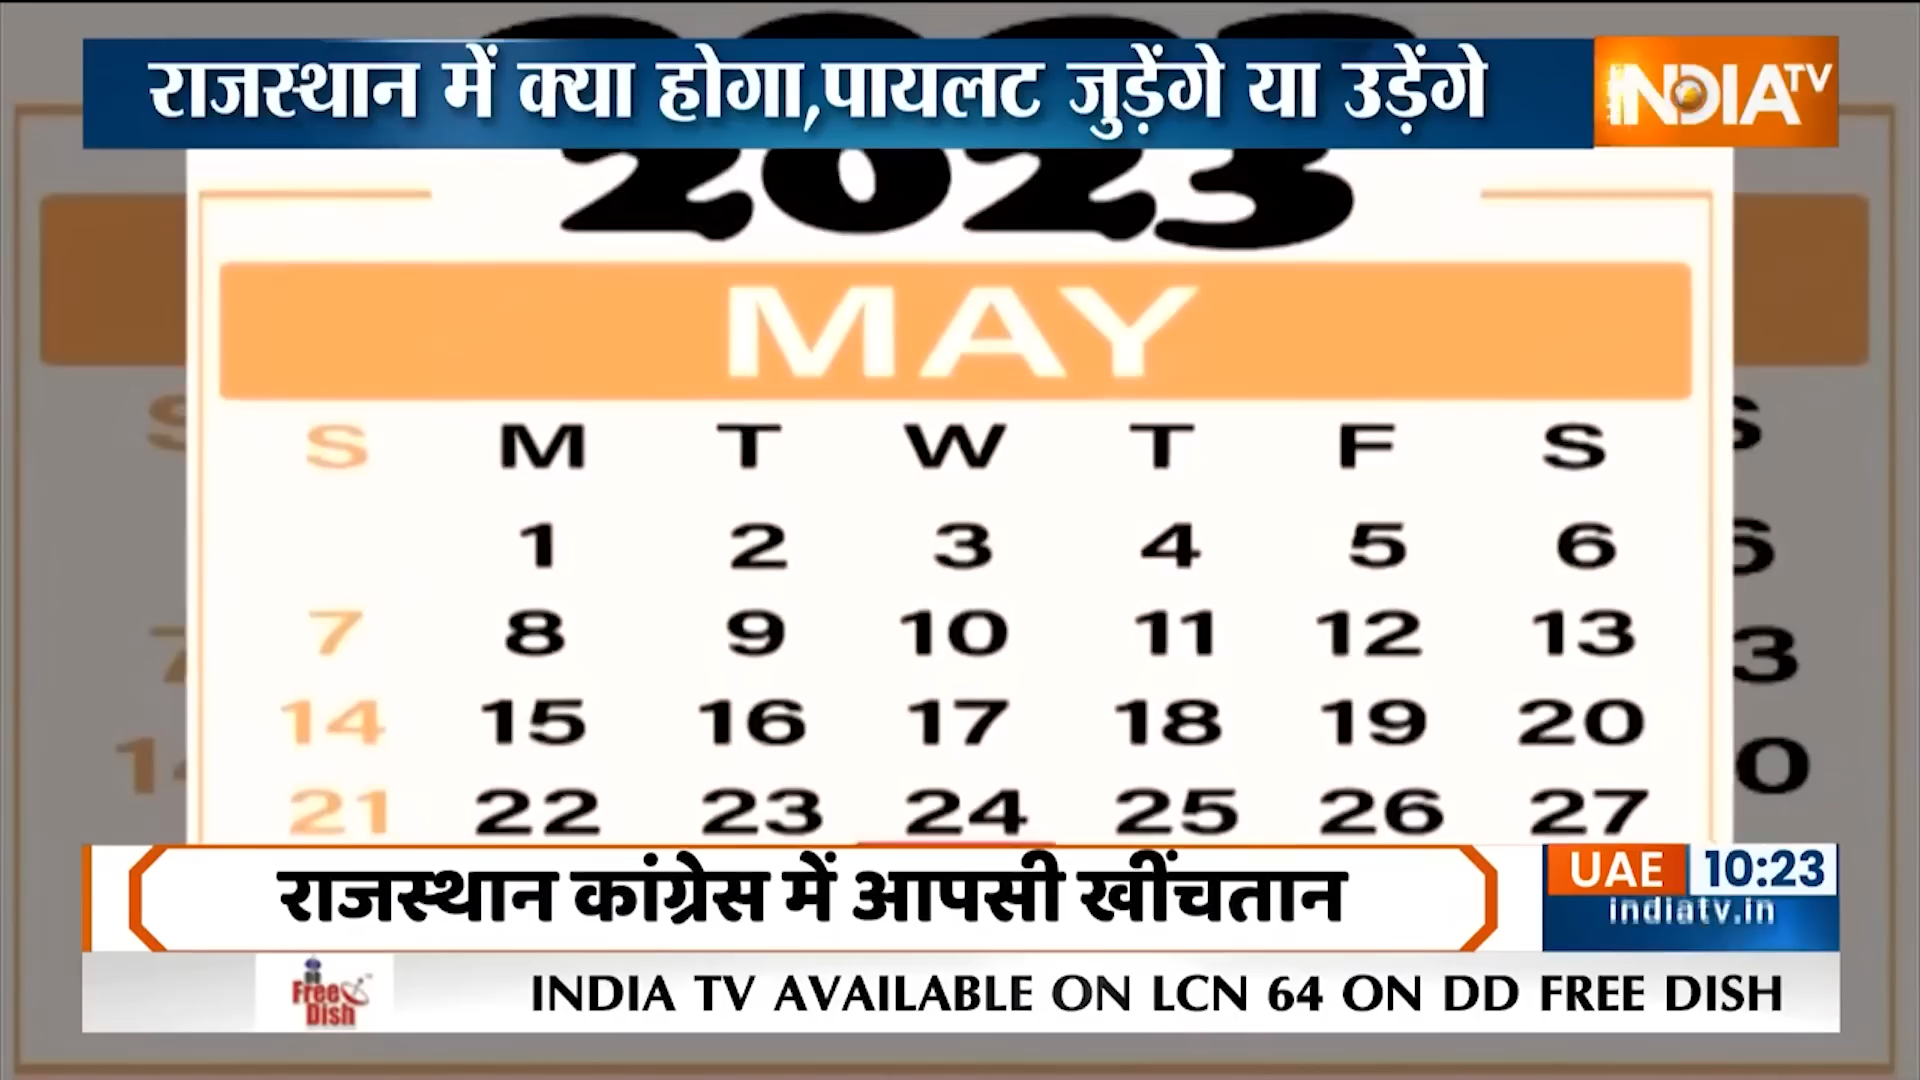 राजस्थान में क्या होगा,पायलट जुड़ेंगे या उड़ेंगे
INDIA TV
2023
MAY
S M T W T F S
1 2 3 4 5 6
7 8 9 10 11 12 13
14 15 16 17 18 19 20
21 22 23 24 25 26 27
राजस्थान कांग्रेस में आपसी खींचतान
UAE 10:23
indiatv.in
Free Dish
INDIA TV AVAILABLE ON LCN 64 ON DD FREE DISH